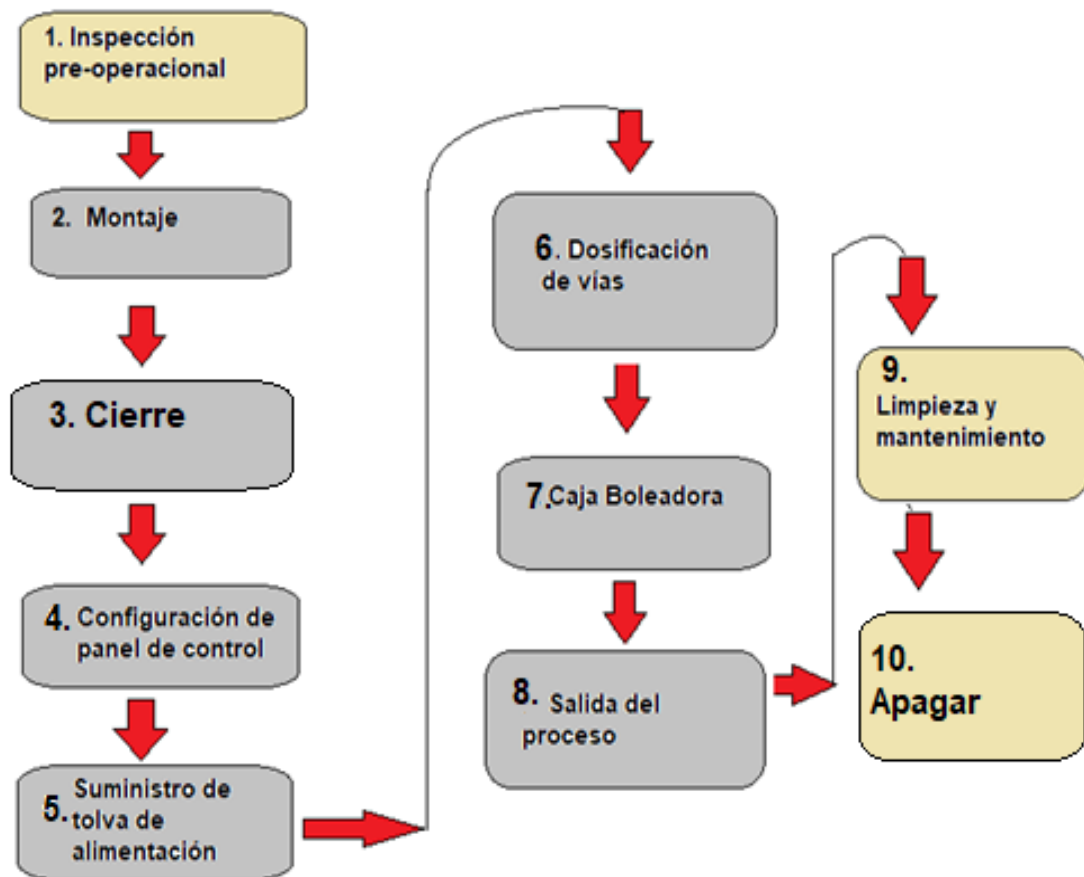 1. Inspección
pre-operacional
2. Montaje
3. Cierre
4. Configuración de
panel de control
5. Suministro de
tolva de
alimentación
6. Dosificación
de vías
7. Caja Boleadora
8. Salida del
proceso
9.
Limpieza y
mantenimiento
10.
Apagar